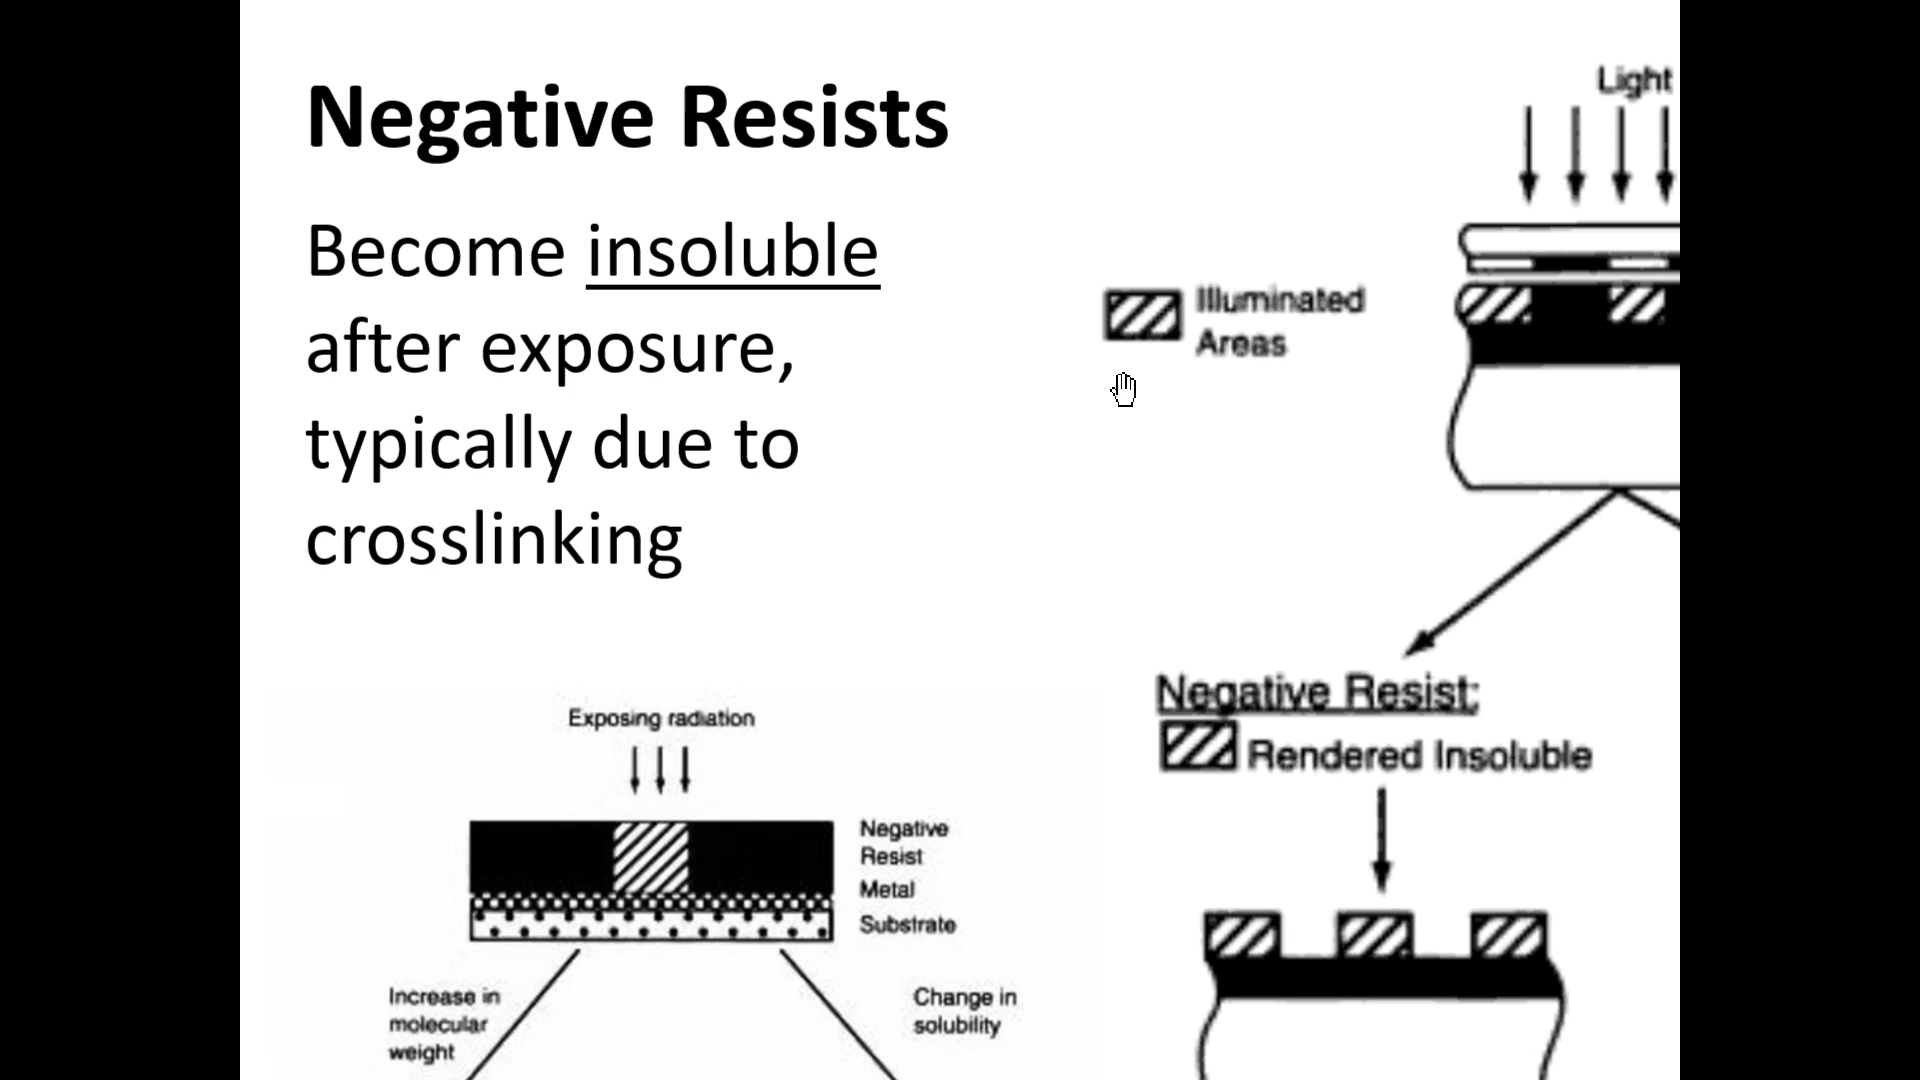 Negative Resists
Become insoluble
after exposure,
typically due to
crosslinking
Light
Illuminated
Areas
Negative Resist:
Rendered Insoluble
Exposing radiation
Negative
Resist
Metal
Substrate
Increase in
molecular
weight
Change in
solubility